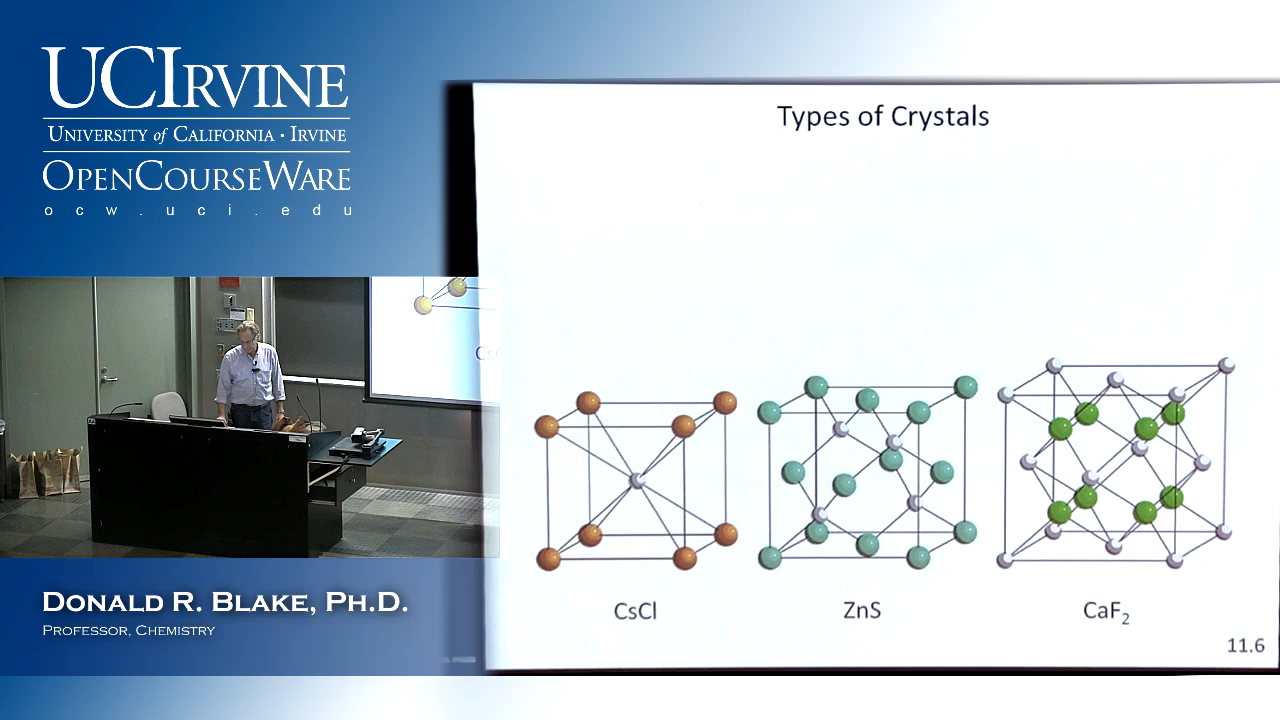 UCIRVINE
UNIVERSITY of CALIFORNIA · IRVINE
OPENCOURSEWARE
ocw.uci.edu
DONALD R. BLAKE, PH.D.
PROFESSOR, CHEMISTRY
Types of Crystals
CsCl
ZnS
CaF₂
11.6